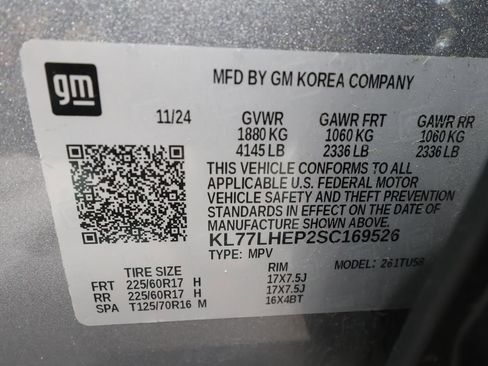 gm
MFD BY GM KOREA COMPANY
11/24 GVWR GAWR FRT GAWR RR
1880 KG 1060 KG 1060 KG
4145 LB 2336 LB 2336 LB
THIS VEHICLE CONFORMS TO ALL
APPLICABLE U.S. FEDERAL MOTOR
VEHICLE SAFETY AND THEFT PREVENTION
STANDARDS IN EFFECT ON THE DATE OF
MANUFACTURE SHOWN ABOVE.
KL77LHEP2SC169526
TYPE: MPV MODEL: 261TU58
TIRE SIZE RIM
FRT 225/60R17 H 17X7.5J
RR 225/60R17 H 17X7.5J
SPA T125/70R16 M 16X4BT